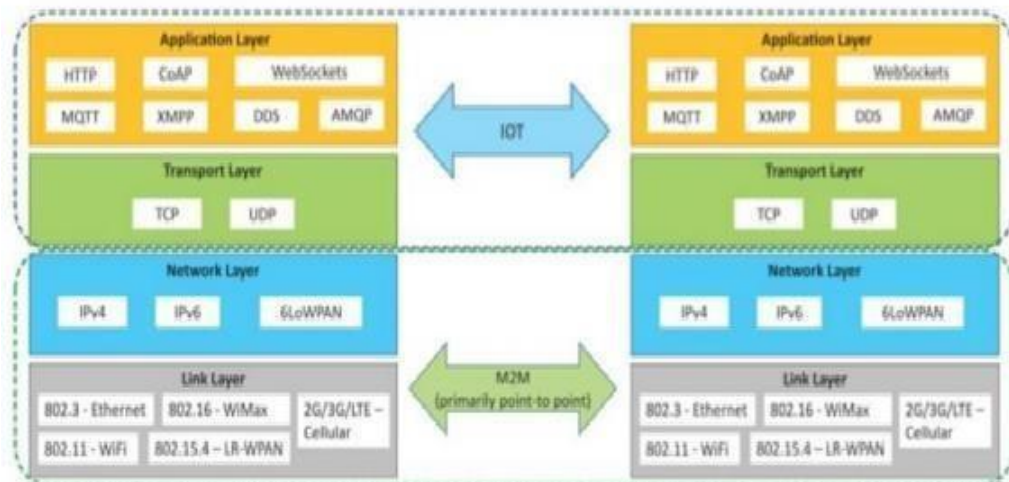 Application Layer
HTTP CoAP WebSockets
MQTT XMPP DDS AMQP
Transport Layer
TCP UDP
Network Layer
IPv4 IPv6 6LoWPAN
Link Layer
802.3 - Ethernet 802.16 - WiMax 2G/3G/LTE –
Cellular
802.11 - WiFi 802.15.4 – LR-WPAN
IOT
M2M
(primarily point-to point)
Application Layer
HTTP CoAP WebSockets
MQTT XMPP DDS AMQP
Transport Layer
TCP UDP
Network Layer
IPv4 IPv6 6LoWPAN
Link Layer
802.3 - Ethernet 802.16 - WiMax 2G/3G/LTE –
Cellular
802.11 - WiFi 802.15.4 – LR-WPAN